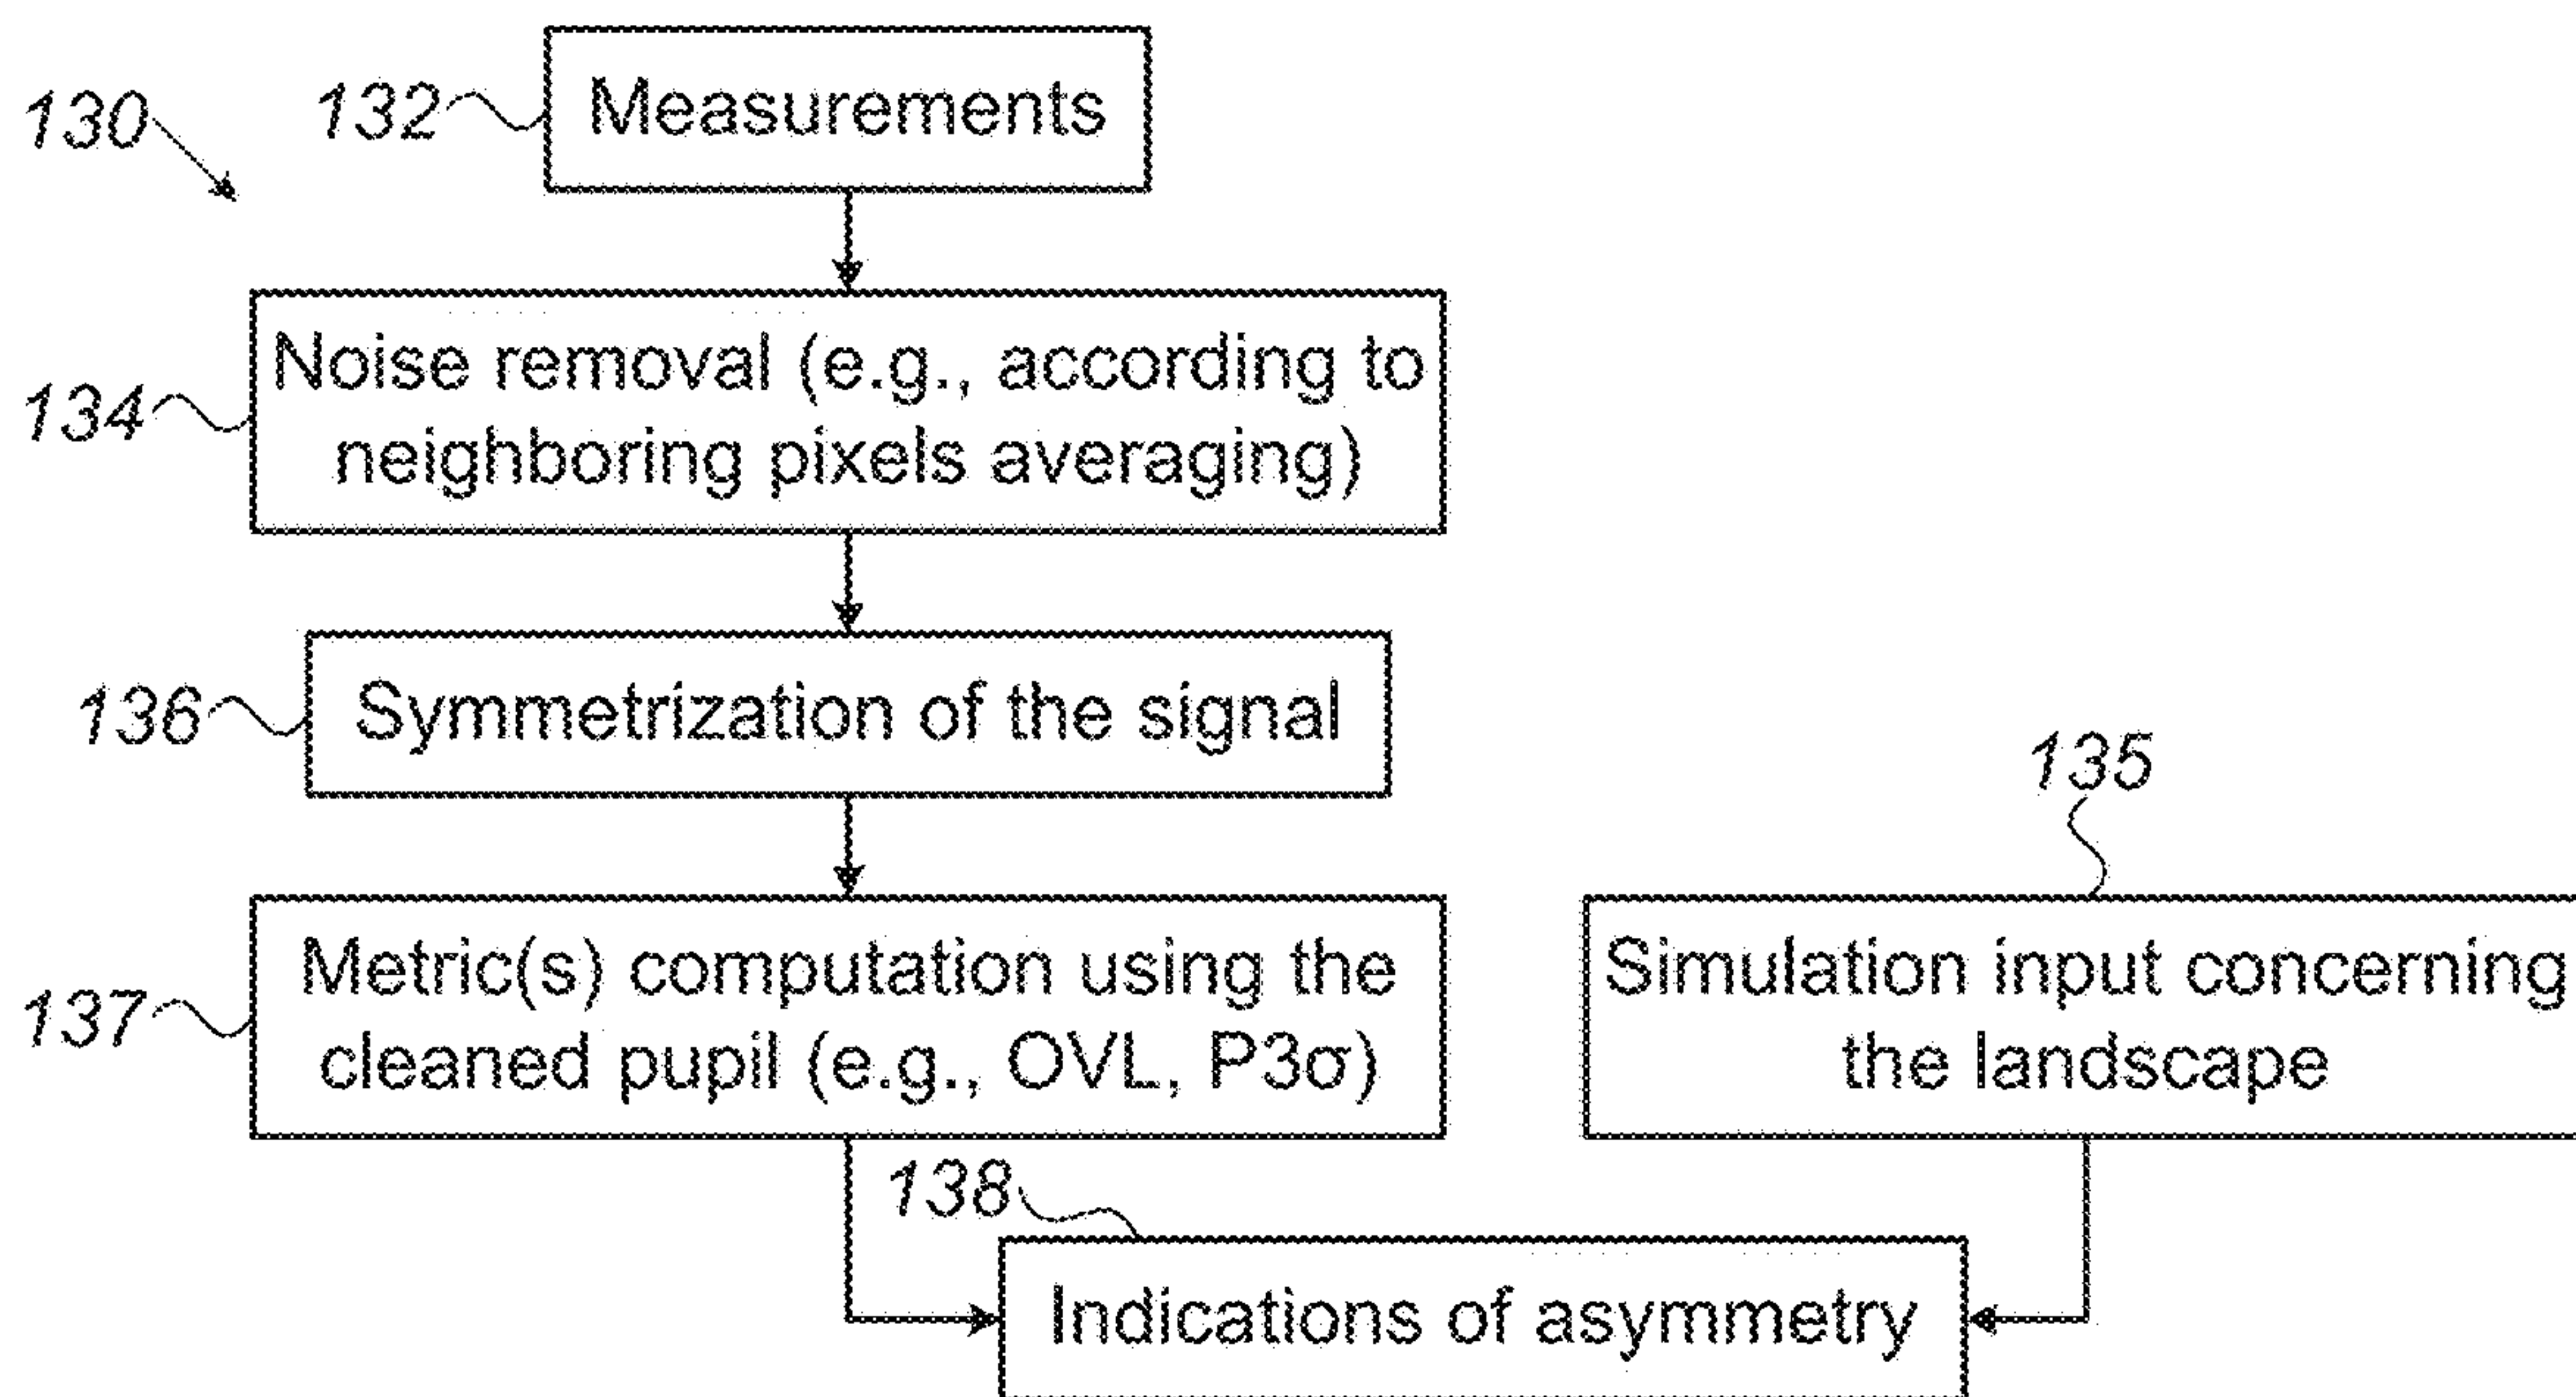 130
132
Measurements
134
Noise removal (e.g., according to
neighboring pixels averaging)
136
Symmetrization of the signal
135
137
Metric(s) computation using the
cleaned pupil (e.g., OVL, P3σ)
Simulation input concerning
the landscape
138
Indications of asymmetry